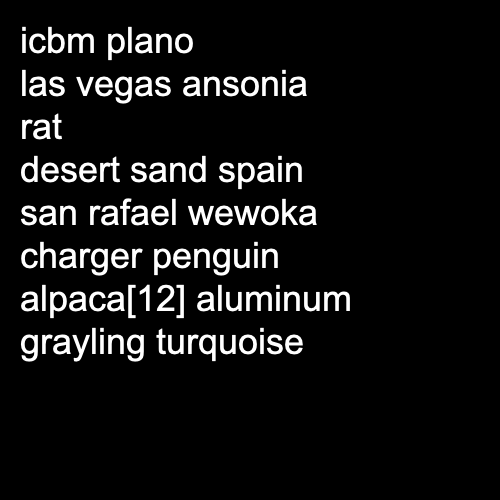 icbm plano
las vegas ansonia
rat
desert sand spain
san rafael wewoka
charger penguin
alpaca[12] aluminum
grayling turquoise